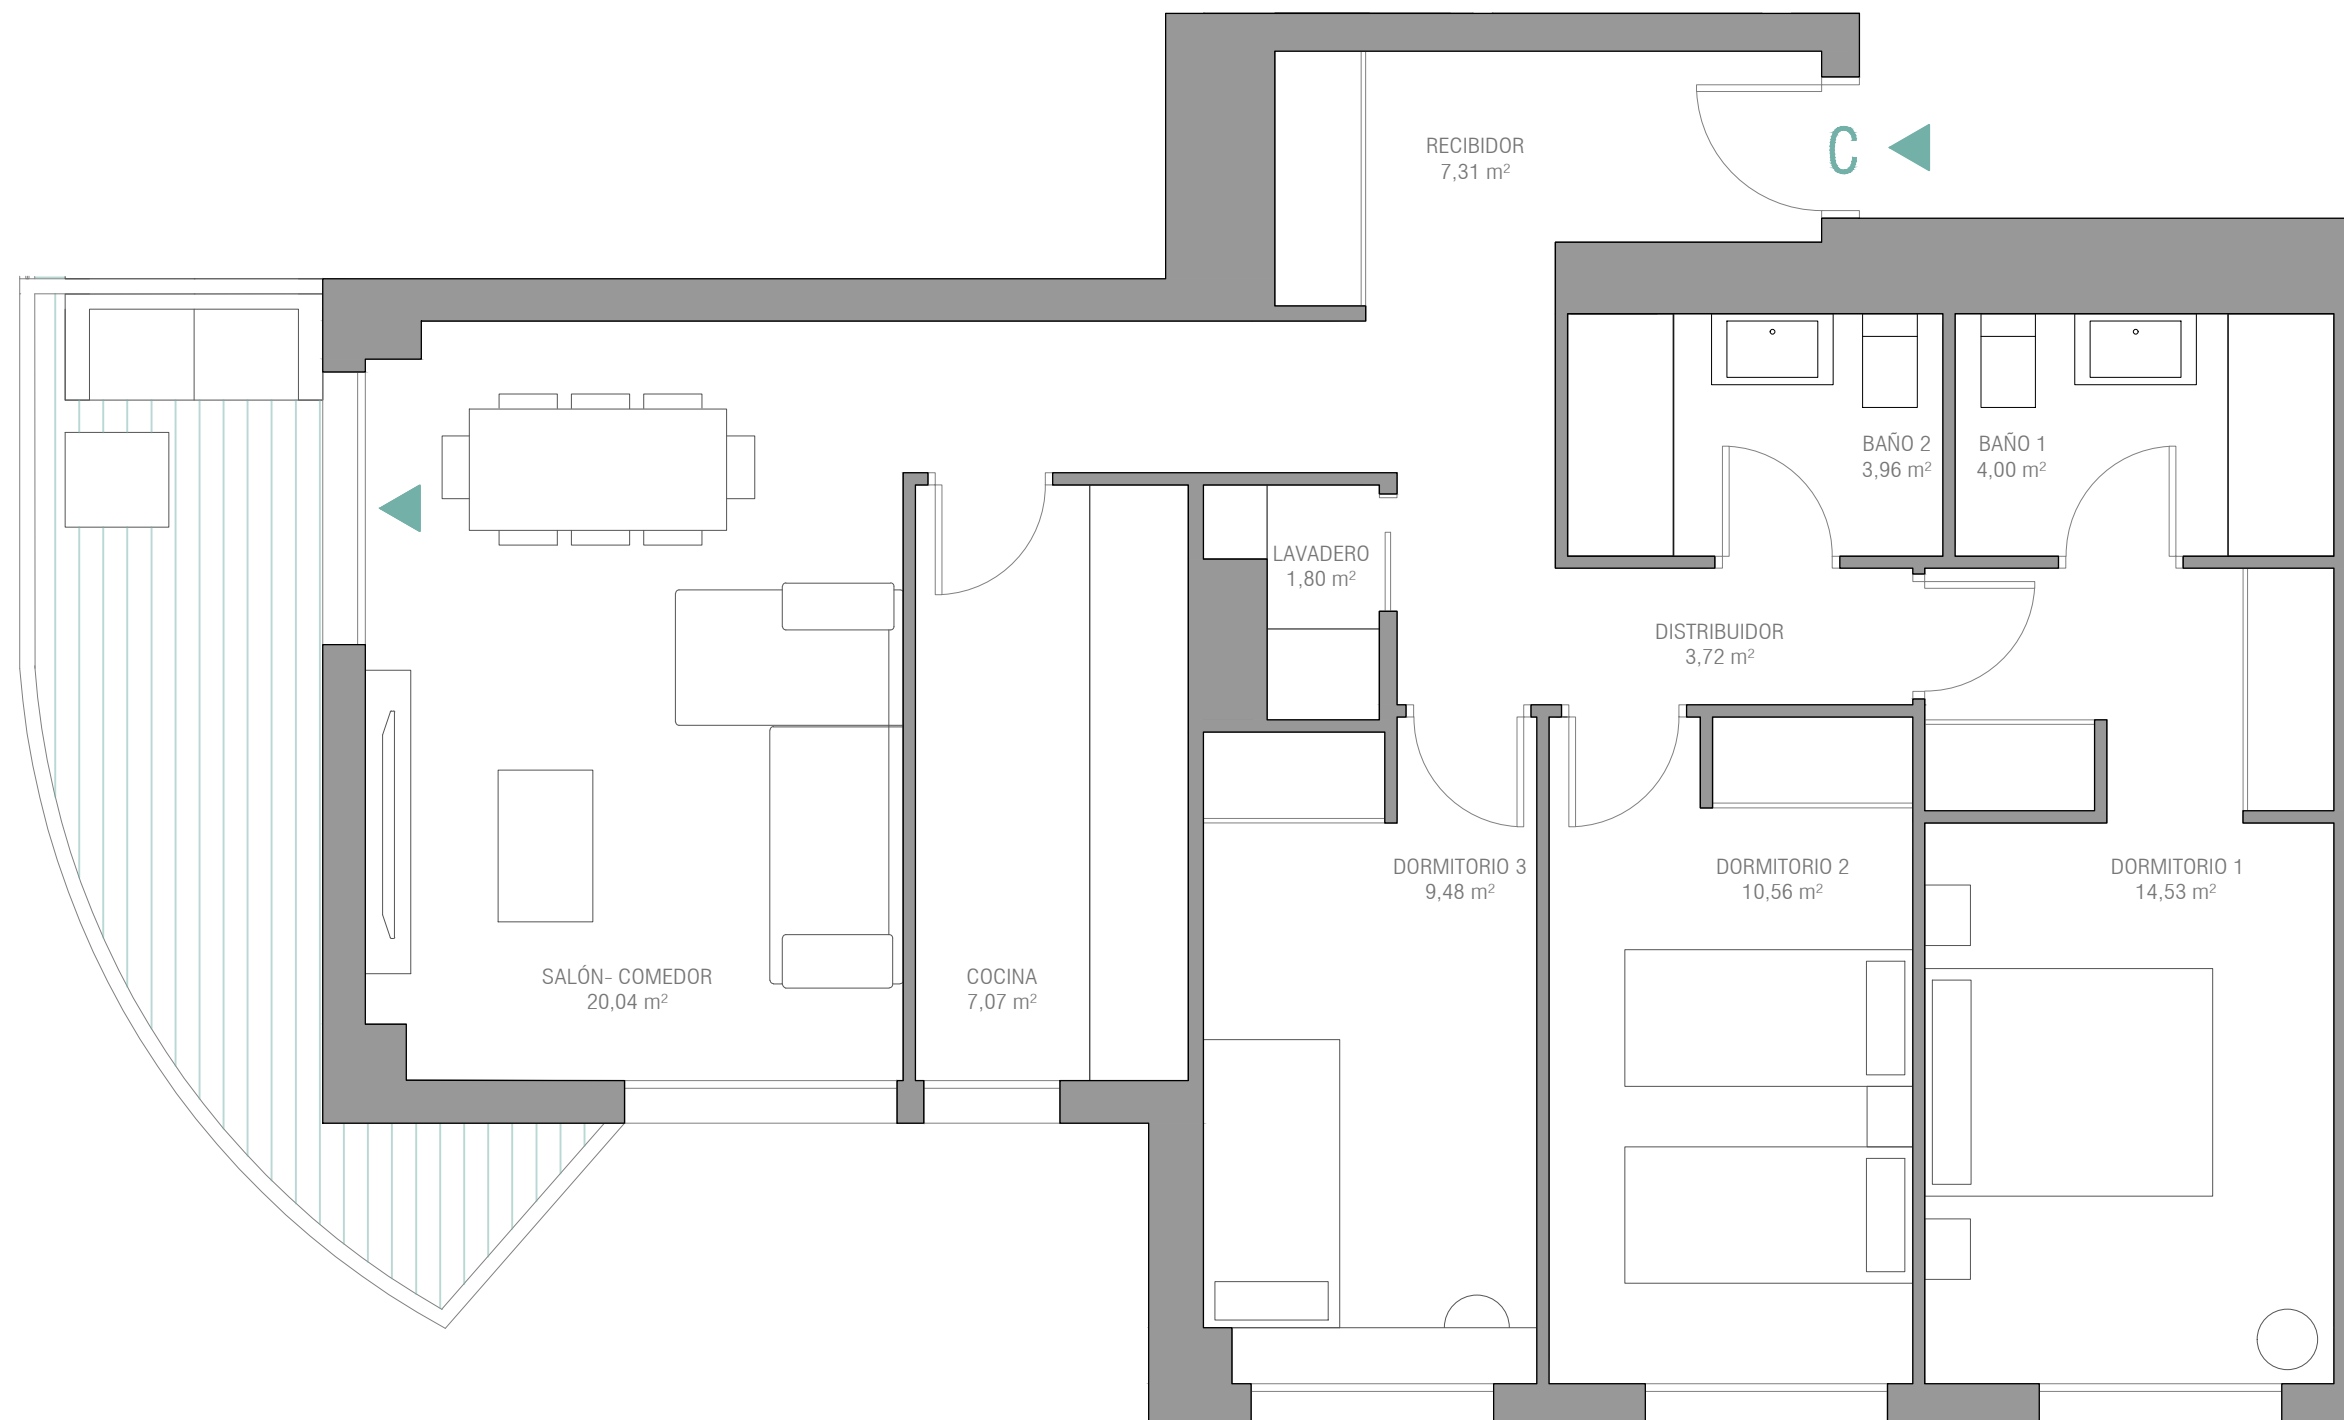 RECIBIDOR
7,31 m²
C
BAÑO 2
3,96 m²
BAÑO 1
4,00 m²
LAVADERO
1,80 m²
DISTRIBUIDOR
3,72 m²
DORMITORIO 3
9,48 m²
DORMITORIO 2
10,56 m²
DORMITORIO 1
14,53 m²
SALÓN- COMEDOR
20,04 m²
COCINA
7,07 m²